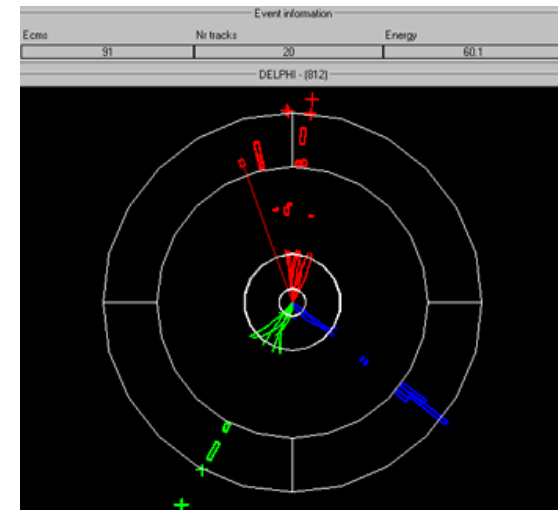 Event information
Ecms Nr tracks Energy
91 20 60.1
DELPHI - (812)